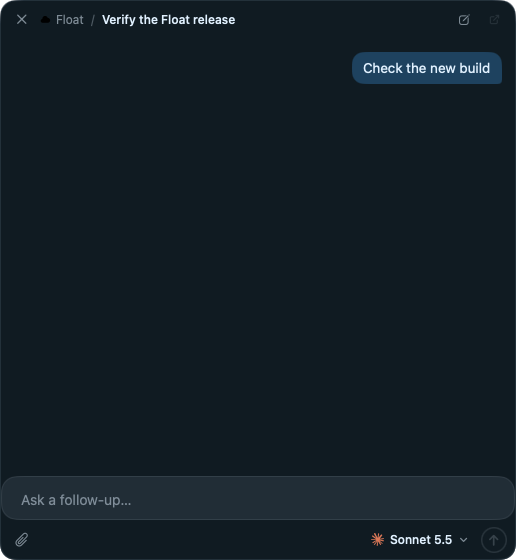 Float / Verify the Float release
Check the new build
Ask a follow-up...
Sonnet 5.5